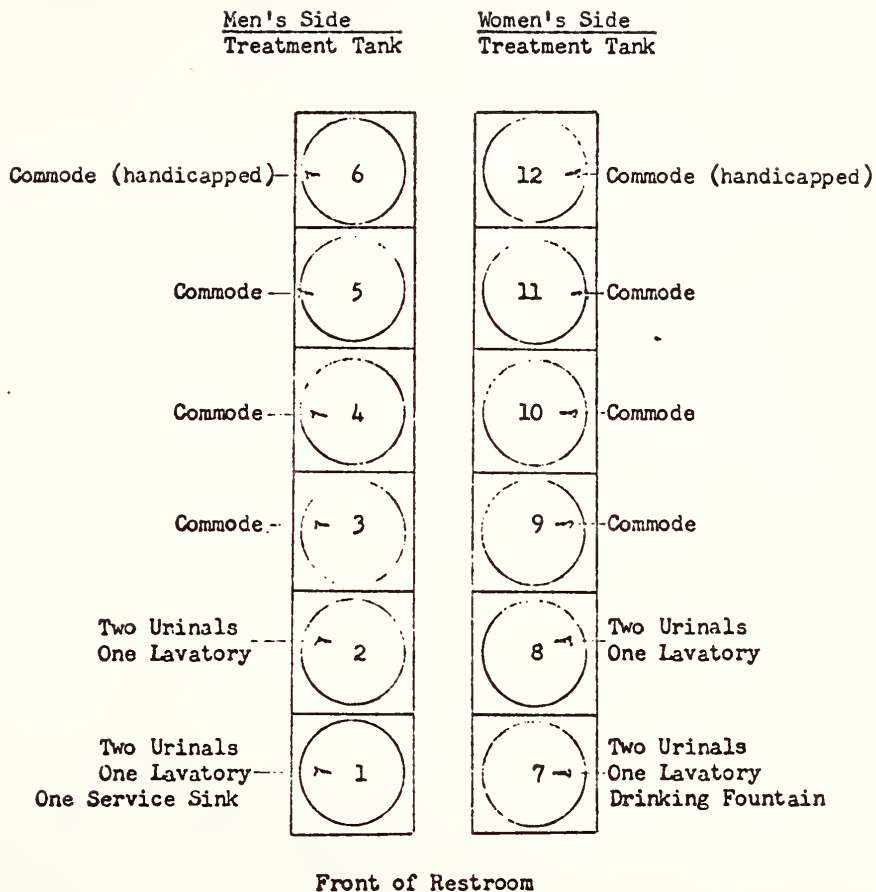 Men's Side Women's Side
Treatment Tank Treatment Tank
Commode (handicapped) 6 12 Commode (handicapped)
Commode 5 11 Commode
Commode 4 10 Commode
Commode 3 9 Commode
Two Urinals Two Urinals
One Lavatory 2 8 One Lavatory
Two Urinals Two Urinals
One Lavatory 1 7 One Lavatory
One Service Sink Drinking Fountain
Front of Restroom